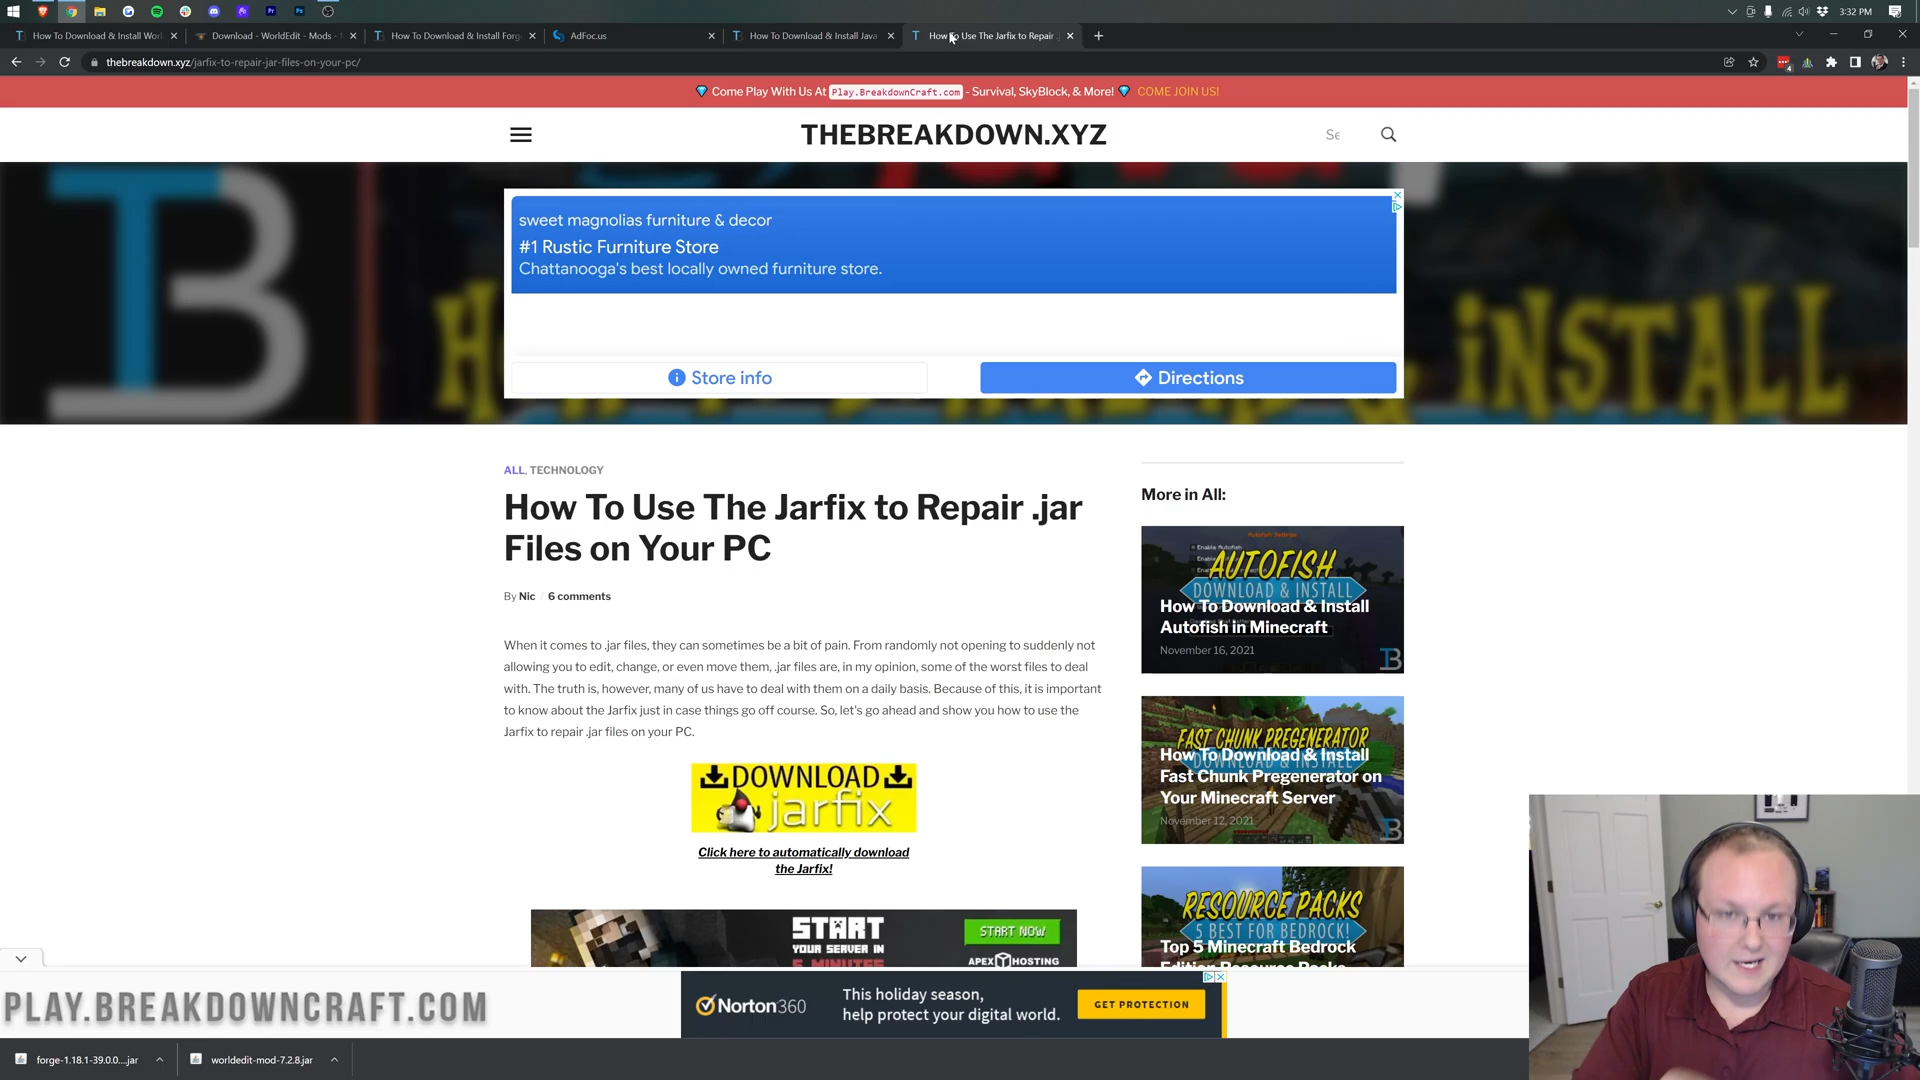 3:32 PM
How To Download & Install Worl
Download - WorldEdit - Mods -
How To Download & Install Forg
AdFoc.us
How To Download & Install Java
How To Use The Jarfix to Repair .
thebreakdown.xyz/jarfix-to-repair-jar-files-on-your-pc/
Come Play With Us At Play.BreakdownCraft.com - Survival, SkyBlock, & More! COME JOIN US!
THEBREAKDOWN.XYZ
Se
sweet magnolias furniture & decor
#1 Rustic Furniture Store
Chattanooga's best locally owned furniture store.
Store info
Directions
INSTALL
ALL, TECHNOLOGY
How To Use The Jarfix to Repair .jar
Files on Your PC
By Nic / 6 comments
When it comes to .jar files, they can sometimes be a bit of pain. From randomly not opening to suddenly not
allowing you to edit, change, or even move them, .jar files are, in my opinion, some of the worst files to deal
with. The truth is, however, many of us have to deal with them on a daily basis. Because of this, it is important
to know about the Jarfix just in case things go off course. So, let's go ahead and show you how to use the
Jarfix to repair .jar files on your PC.
DOWNLOAD
jarfix
Click here to automatically download
the Jarfix!
START
YOUR SERVER IN
5 MINUTES
START NOW
APEX HOSTING
More in All:
AUTOFISH
DOWNLOAD & INSTALL
How To Download & Install
Autofish in Minecraft
November 16, 2021
FAST CHUNK PREGENERATOR
How To Download & Install
Fast Chunk Pregenerator on
Your Minecraft Server
November 12, 2021
RESOURCE PACKS
5 BEST FOR BEDROCK!
Top 5 Minecraft Bedrock
Edition Resource Packs
Norton360
This holiday season,
help protect your digital world.
GET PROTECTION
PLAY.BREAKDOWNCRAFT.COM
forge-1.18.1-39.0.0....jar
worldedit-mod-7.2.8.jar